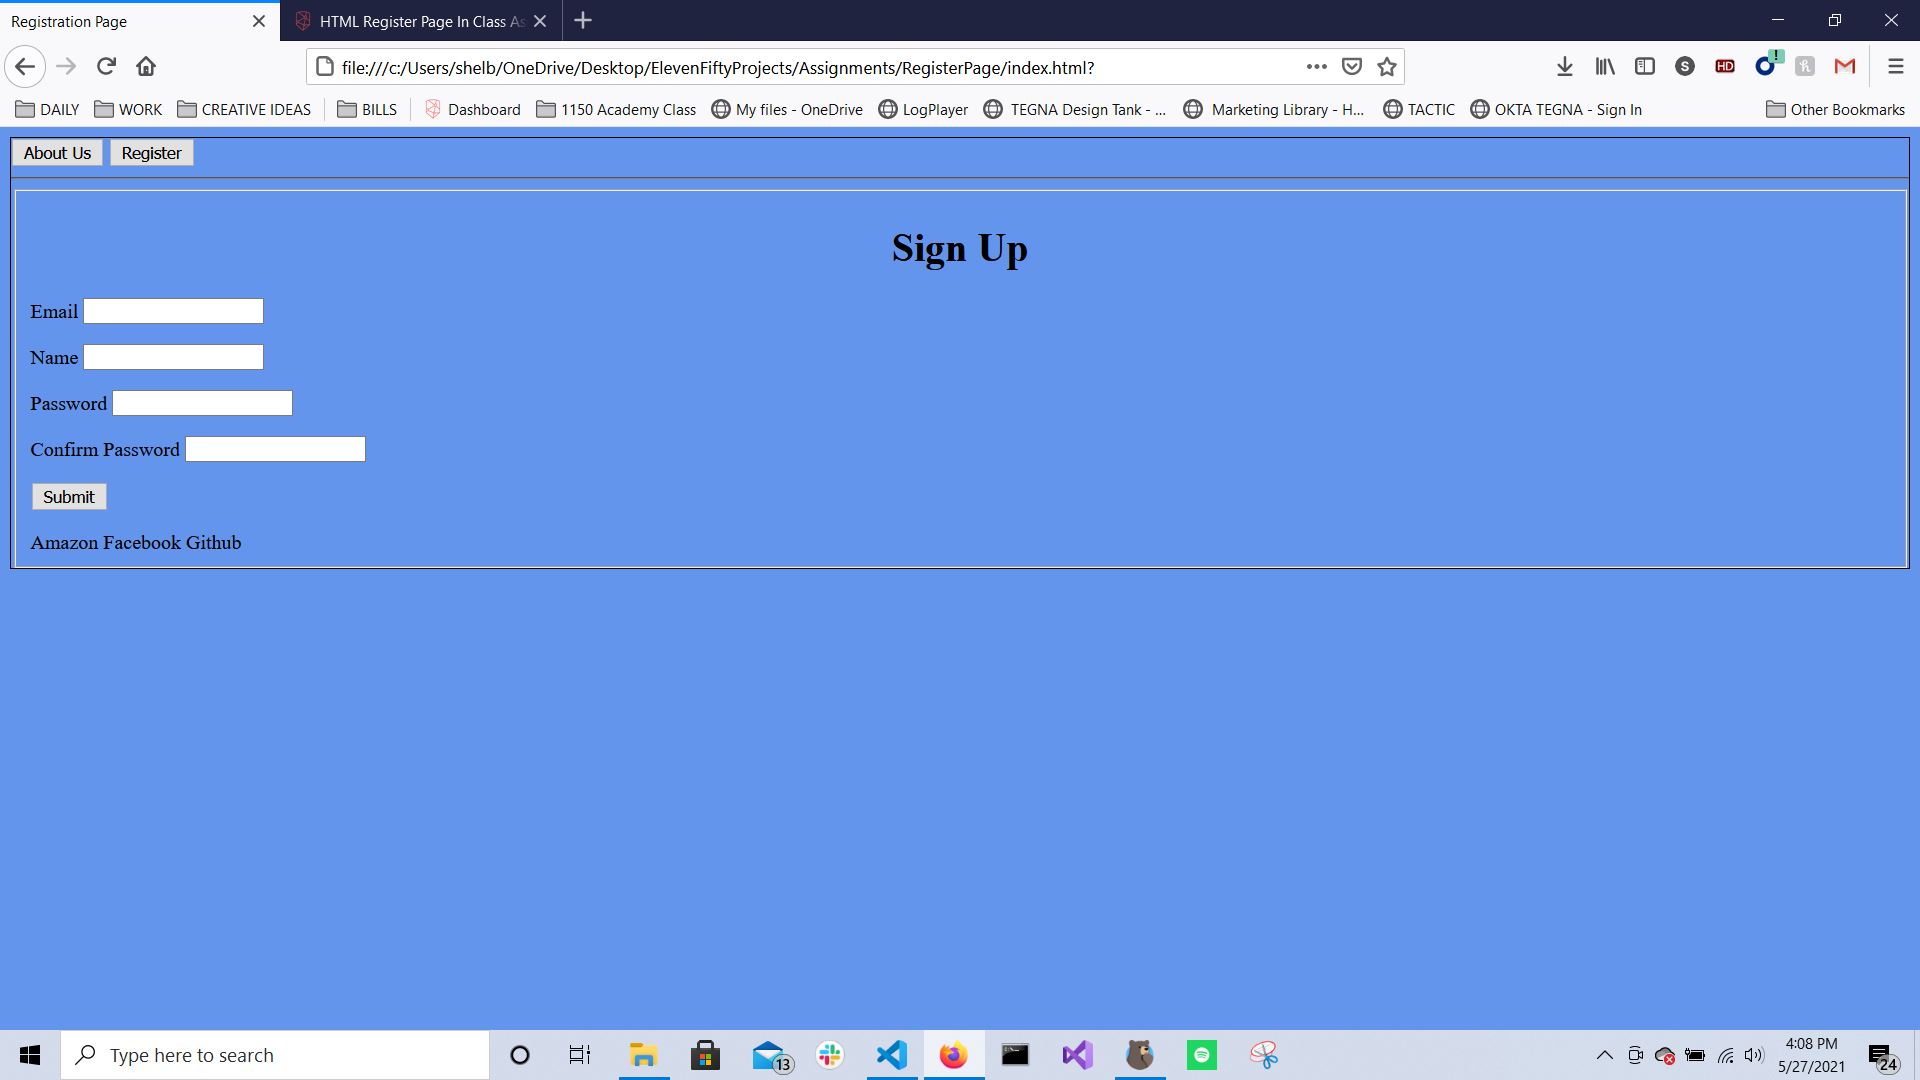 Registration Page
HTML Register Page In Class As
file:///c:/Users/shelb/OneDrive/Desktop/ElevenFiftyProjects/Assignments/RegisterPage/index.html?
S
HD
!
h
M
DAILY WORK CREATIVE IDEAS BILLS Dashboard 1150 Academy Class My files - OneDrive LogPlayer TEGNA Design Tank - ... Marketing Library - H... TACTIC OKTA TEGNA - Sign In Other Bookmarks
About Us Register
Sign Up
Email
Name
Password
Confirm Password
Submit
Amazon Facebook Github
Type here to search
13
4:08 PM
5/27/2021
24